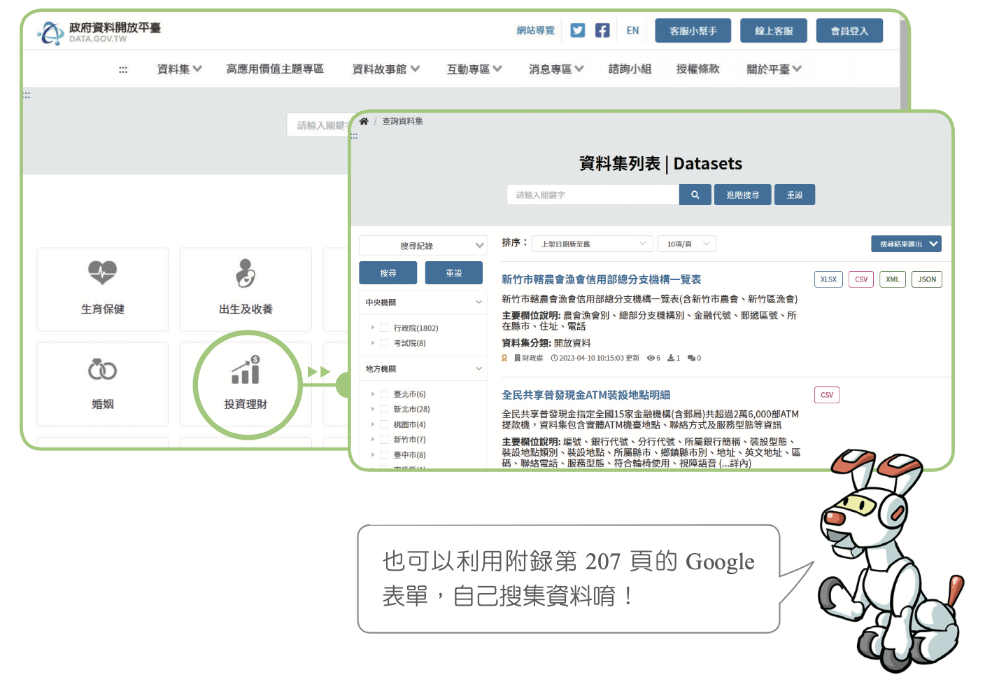 政府資料開放平臺
DATA.GOV.TW
網站導覽 EN 客服小幫手 線上客服 會員登入
資料集 高應用價值主題專區 資料故事館 互動專區 消息專區 諮詢小組 授權條款 關於平臺
請輸入關鍵字
生育保健 出生及收養
婚姻 投資理財
/ 查詢資料集
資料集列表 | Datasets
請輸入關鍵字 進階搜尋 重設
搜尋紀錄
搜尋 重設
中央機關
行政院(1802)
考試院(8)
地方機關
臺北市(6)
新北市(28)
桃園市(4)
新竹市(7)
臺中市(8)
排序： 上架日期新至舊 10項/頁 搜尋結果匯出
新竹市轄農會漁會信用部總分支機構一覧表 XLSX CSV XML JSON
新竹市轄農會漁會信用部總分支機構一覧表(含新竹市農會、新竹區漁會)
主要欄位說明: 農會漁會別、總部分支機構別、金融代號、郵遞區號、所
在縣市、住址、電話
資料集分類: 開放資料
財政處 2023-04-10 10:15:03 更新 6 1 0
全民共享普發現金ATM裝設地點明細 CSV
全民共享普發現金指定全國15家金融機構(含郵局)共超過2萬6,000部ATM
提款機，資料集包含實體ATM機臺地點、聯絡方式及服務型態等資訊
主要欄位說明: 編號、銀行代號、分行代號、所屬銀行簡稱、裝設型態、
裝設地點類別、裝設地點、所屬縣市、鄉鎮縣市別、地址、英文地址、區
碼、聯絡電話、服務型態、符合輪椅使用、視障語音 (...詳內)
也可以利用附錄第 207 頁的 Google
表單，自己搜集資料唷！